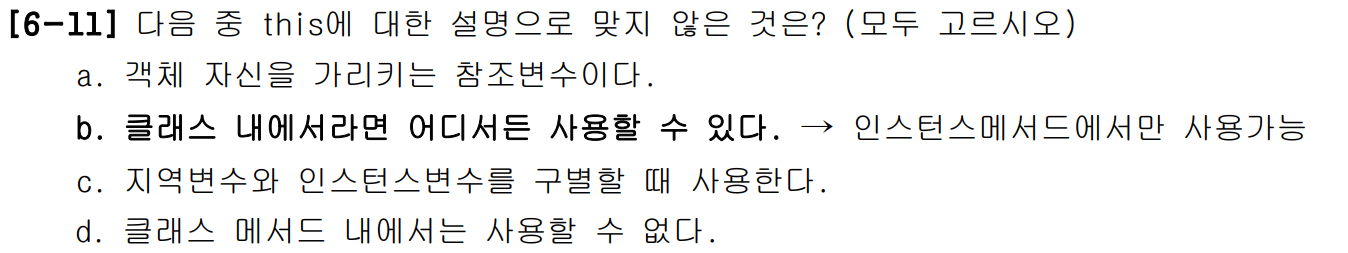 [6-11] 다음 중 this에 대한 설명으로 맞지 않은 것은? (모두 고르시오)
a. 객체 자신을 가리키는 참조변수이다.
b. 클래스 내에서라면 어디서든 사용할 수 있다. → 인스턴스메서드에서만 사용가능
c. 지역변수와 인스턴스변수를 구별할 때 사용한다.
d. 클래스 메서드 내에서는 사용할 수 없다.